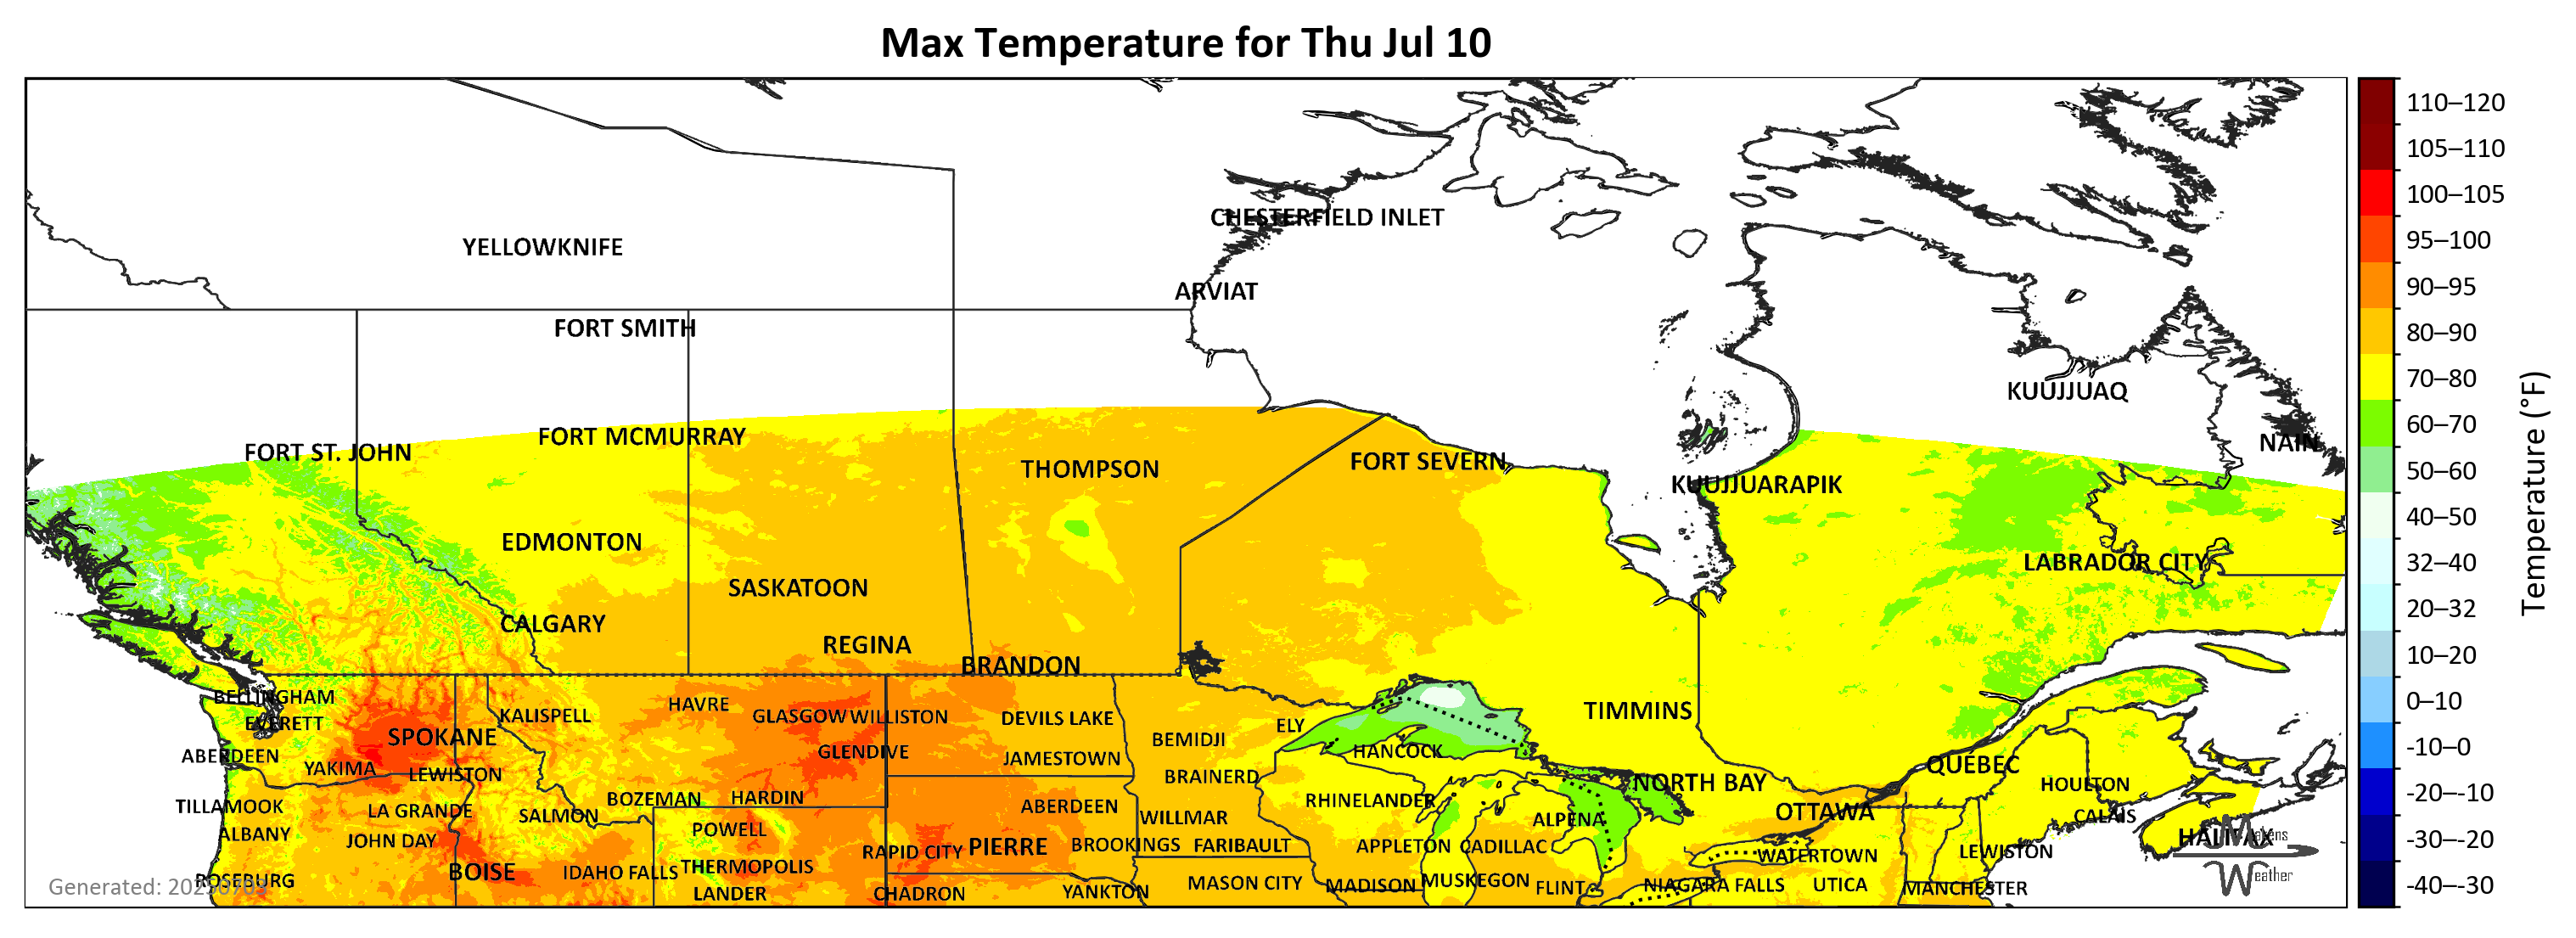 Max Temperature for Thu Jul 10
CHESTERFIELD INLET
YELLOWKNIFE
ARVIAT
FORT SMITH
KUUJJUAQ
FORT MCMURRAY
NAIN
FORT ST. JOHN
FORT SEVERN
THOMPSON
KUUJJUARAPIK
EDMONTON
LABRADOR CITY
SASKATOON
CALGARY
REGINA
BRANDON
BELLINGHAM
HAVRE
TIMMINS
KALISPELL
GLASGOW WILLISTON
DEVILS LAKE
EVERETT
ELY
SPOKANE
BEMIDJI
GLENDIVE
HANCOCK
ABERDEEN
JAMESTOWN
QUÉBEC
YAKIMA
LEWISTON
BRAINERD
NORTH BAY
HOULTON
BOZEMAN
HARDIN
RHINELANDER
TILLAMOOK
LA GRANDE
ABERDEEN
OTTAWA
SALMON
WILLMAR
CALAIS
ALPENA
POWELL
ALBANY
HALIFAX
Makens
JOHN DAY
RAPID CITY
PIERRE
BROOKINGS
FARIBAULT
APPLETON
CADILLAC
LEWISTON
WATERTOWN
THERMOPOLIS
BOISE
IDAHO FALLS
Weather
ROSEBURG
MUSKEGON
MASON CITY
MADISON
FLINT
NIAGARA FALLS
UTICA
MANCHESTER
LANDER
CHADRON
YANKTON
Generated:
110–120
105–110
100–105
95–100
90–95
80–90
70–80
60–70
50–60
40–50
32–40
20–32
10–20
0–10
-10–0
-20–-10
-30–-20
-40–-30
Temperature (°F)